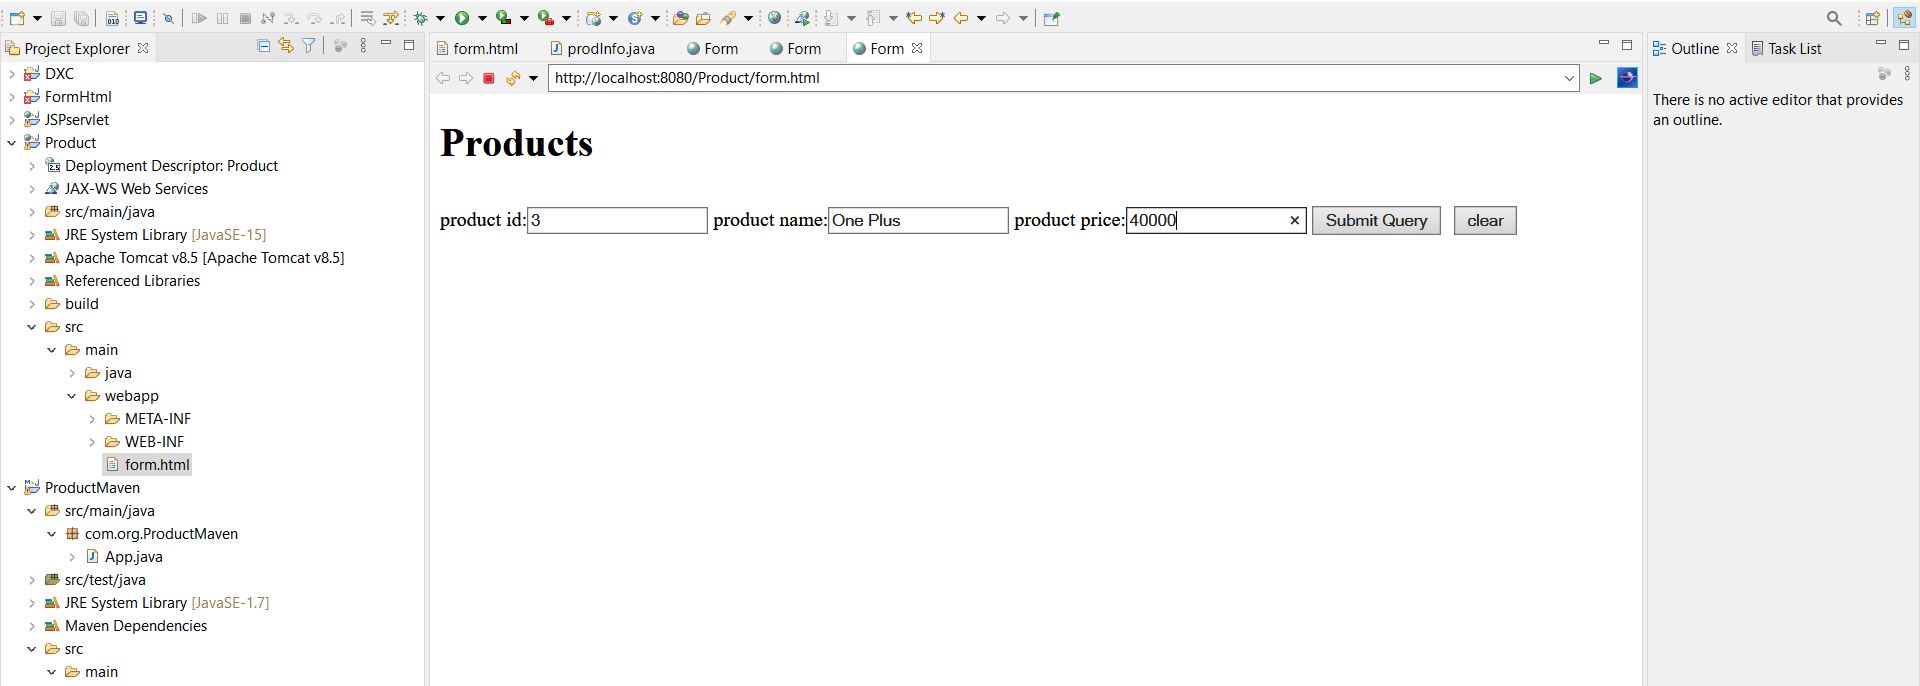 Project Explorer
DXC
FormHtml
JSPservlet
Product
Deployment Descriptor: Product
JAX-WS Web Services
src/main/java
JRE System Library [JavaSE-15]
Apache Tomcat v8.5 [Apache Tomcat v8.5]
Referenced Libraries
build
src
main
java
webapp
META-INF
WEB-INF
form.html
ProductMaven
src/main/java
com.org.ProductMaven
App.java
src/test/java
JRE System Library [JavaSE-1.7]
Maven Dependencies
src
main
form.html prodInfo.java Form Form Form
http://localhost:8080/Product/form.html
Products
product id: 3 product name: One Plus product price: 40000 Submit Query clear
Outline Task List
There is no active editor that provides
an outline.